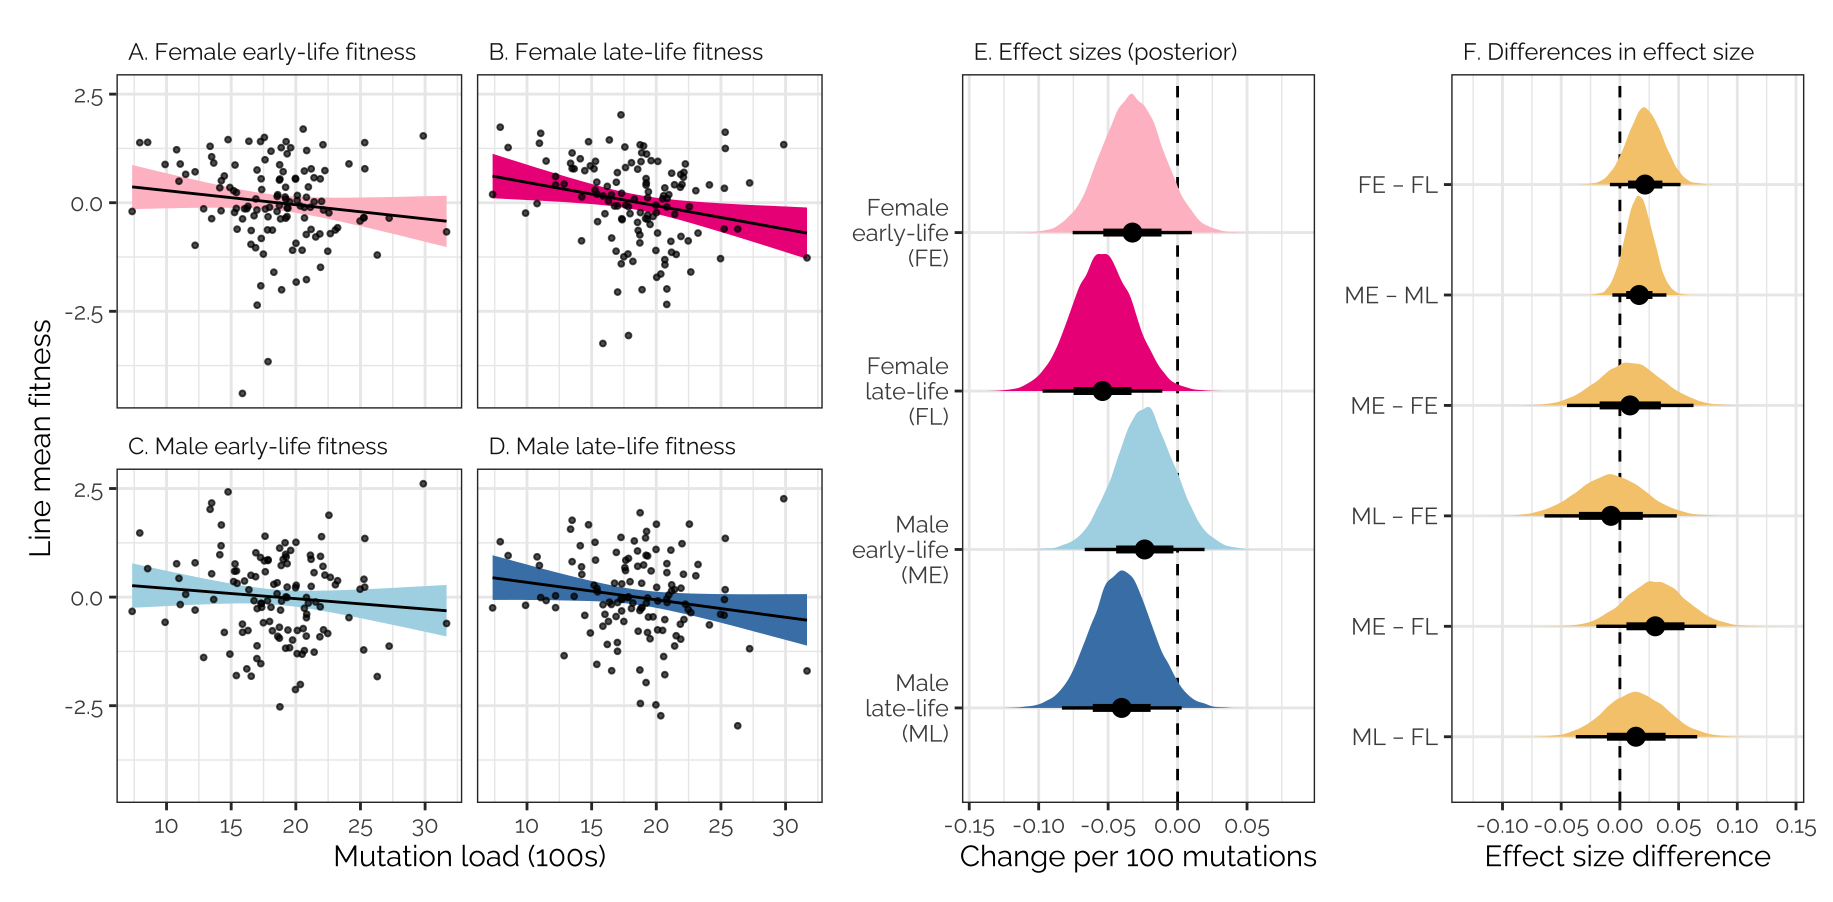 A. Female early-life fitness
B. Female late-life fitness
E. Effect sizes (posterior)
F. Differences in effect size
Line mean fitness
2.5
0.0
-2.5
C. Male early-life fitness
D. Male late-life fitness
2.5
0.0
-2.5
10 15 20 25 30
10 15 20 25 30
Mutation load (100s)
Female
early-life
(FE)
Female
late-life
(FL)
Male
early-life
(ME)
Male
late-life
(ML)
-0.15 -0.10 -0.05 0.00 0.05
Change per 100 mutations
FE – FL
ME – ML
ME – FE
ML – FE
ME – FL
ML – FL
-0.10 -0.05 0.00 0.05 0.10 0.15
Effect size difference